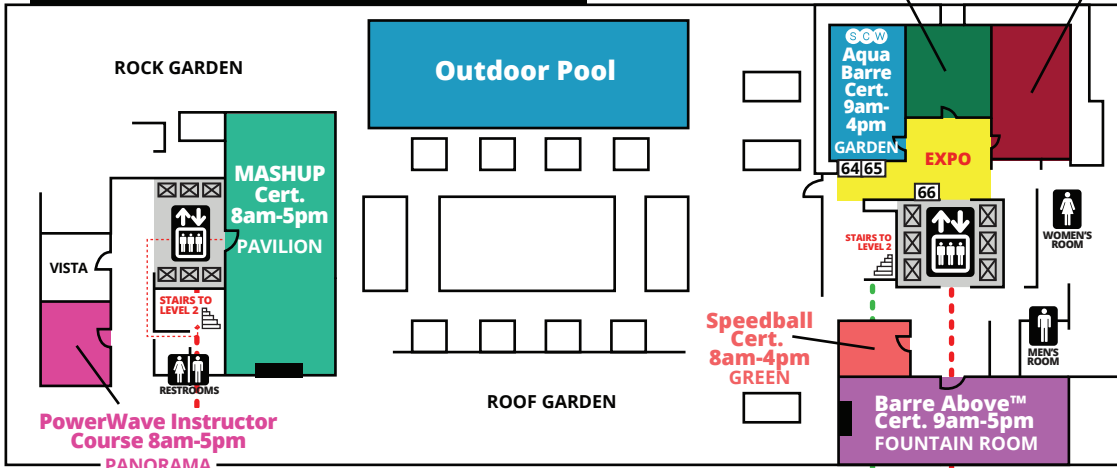 ROCK GARDEN
Outdoor Pool
SCW
Aqua
Barre
Cert.
9am-
4pm
GARDEN
EXPO
64 65
66
MASHUP
Cert.
8am-5pm
PAVILION
VISTA
STAIRS TO
LEVEL 2
RESTROOMS
PowerWave Instructor
Course 8am-5pm
PANORAMA
ROOF GARDEN
STAIRS TO
LEVEL 2
WOMEN'S
ROOM
MEN'S
ROOM
Speedball
Cert.
8am-4pm
GREEN
Barre Above™
Cert. 9am-5pm
FOUNTAIN ROOM